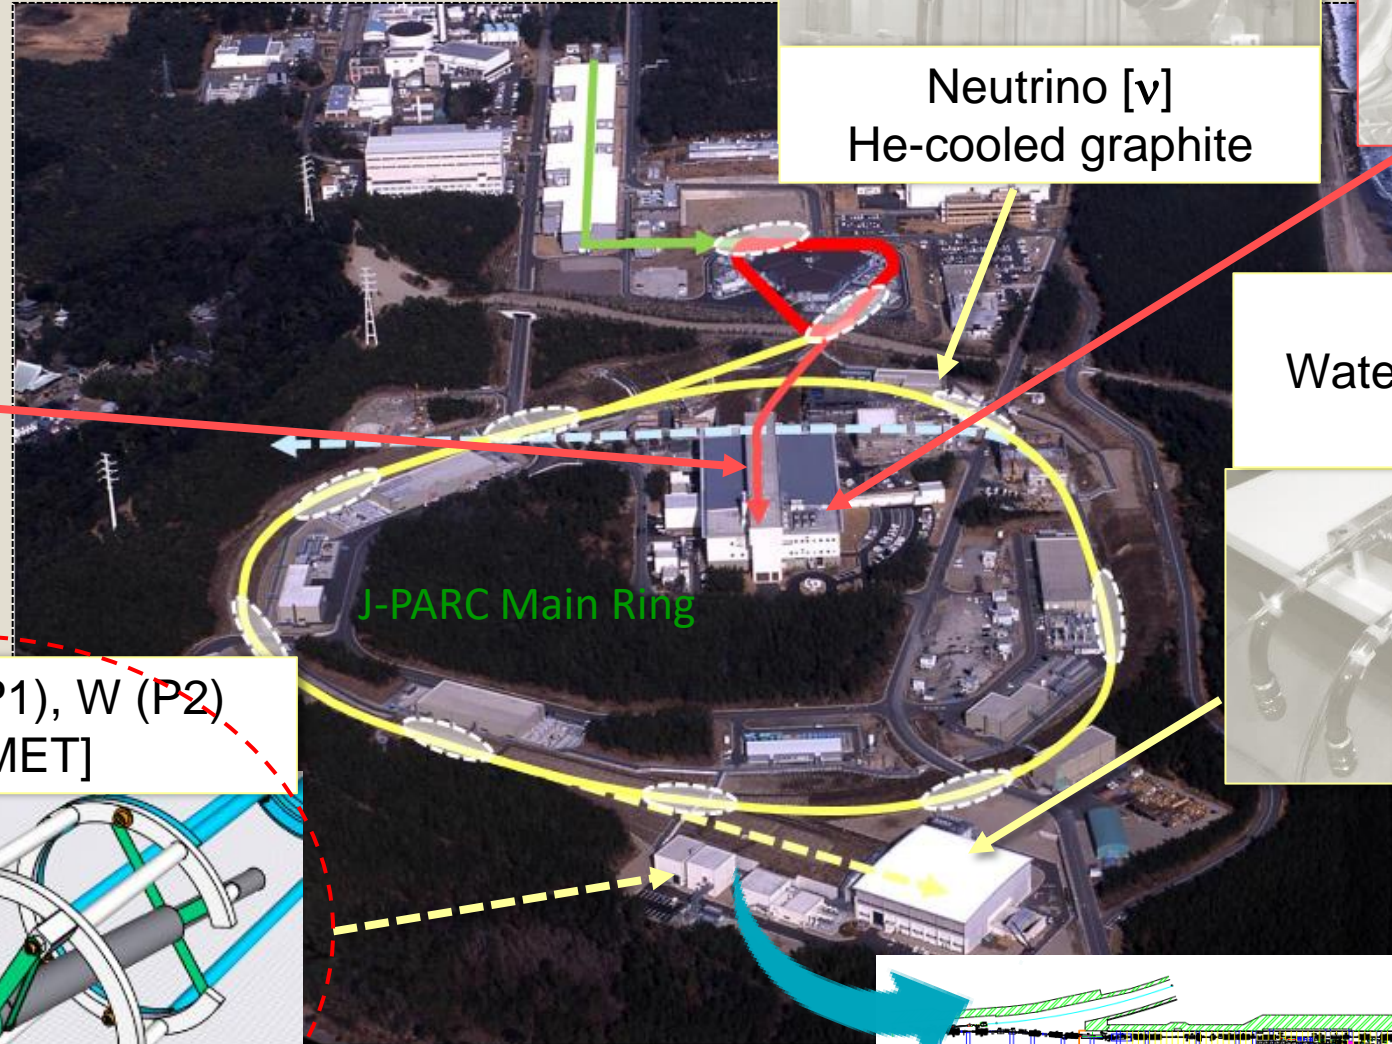 Neutrino [ν]
He-cooled graphite
Wate
J-PARC Main Ring
P1), W (P2)
MET]